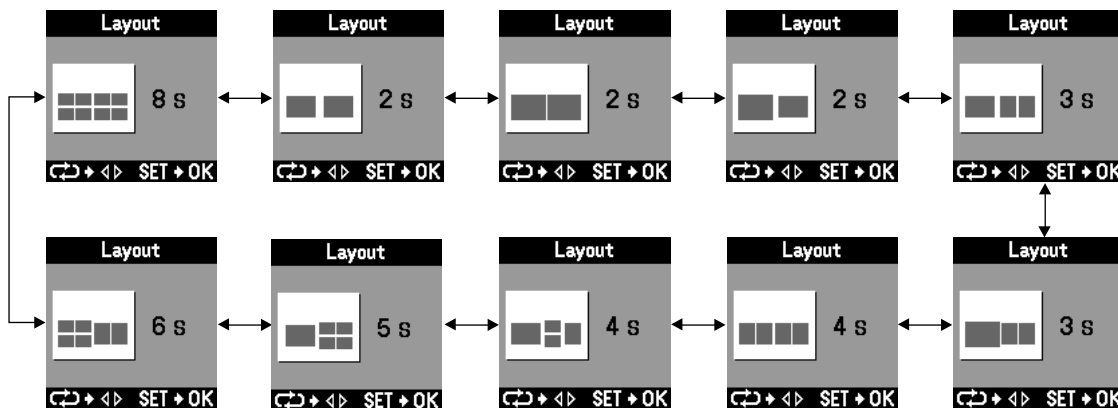 Layout Layout Layout Layout Layout
8 s 2 s 2 s 2 s 3 s
SET → OK SET → OK SET → OK SET → OK SET → OK
Layout Layout Layout Layout Layout
6 s 5 s 4 s 4 s 3 s
SET → OK SET → OK SET → OK SET → OK SET → OK